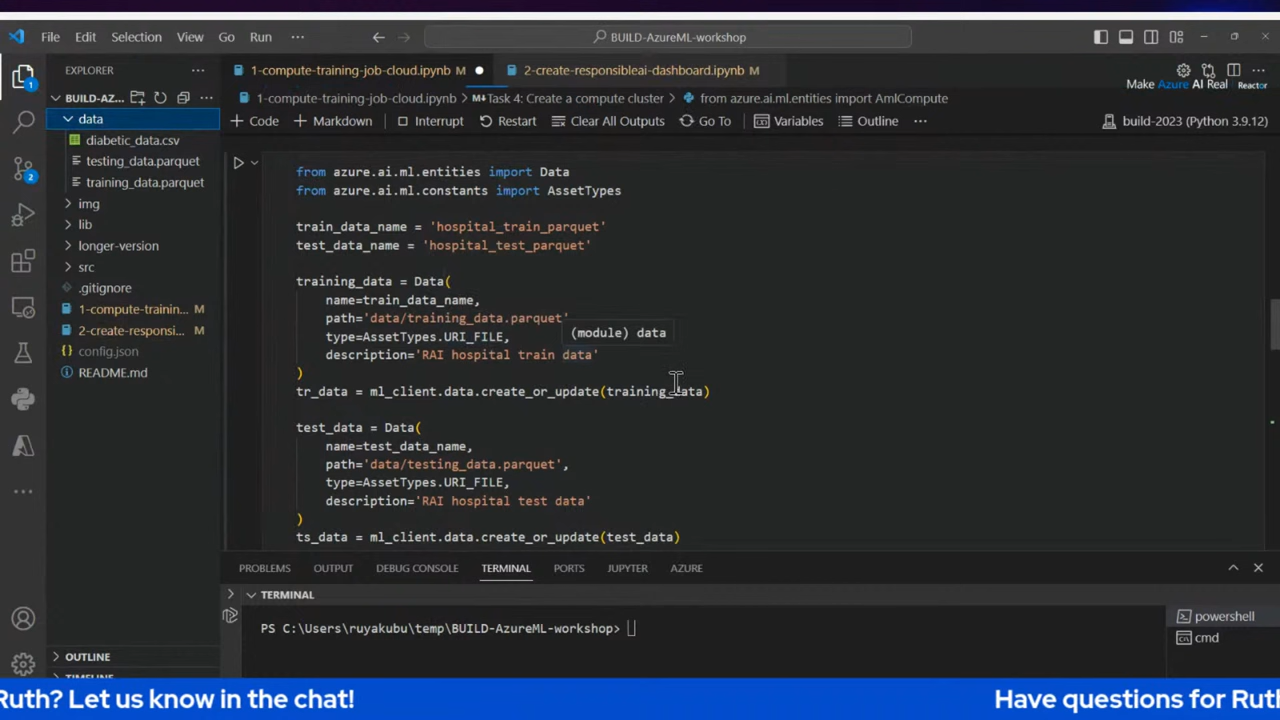 File Edit Selection View Go Run ··· BUILD-AzureML-workshop
EXPLORER ···
1-compute-training-job-cloud.ipynb M 2-create-responsibleai-dashboard.ipynb M
Make Azure AI Real Reactor
BUILD-AZ...
1-compute-training-job-cloud.ipynb > Task 4: Create a compute cluster > from azure.ai.ml.entities import AmlCompute
+ Code + Markdown Interrupt Restart Clear All Outputs Go To Variables Outline ··· build-2023 (Python 3.9.12)
data
diabetic_data.csv
testing_data.parquet
training_data.parquet
img
lib
longer-version
src
.gitignore
1-compute-trainin... M
2-create-responsi... M
config.json
README.md
OUTLINE
TIMELINE
1
2
from azure.ai.ml.entities import Data
from azure.ai.ml.constants import AssetTypes
train_data_name = 'hospital_train_parquet'
test_data_name = 'hospital_test_parquet'
training_data = Data(
name=train_data_name,
path='data/training_data.parquet'
type=AssetTypes.URI_FILE,
description='RAI hospital train data'
)
(module) data
tr_data = ml_client.data.create_or_update(training_data)
test_data = Data(
name=test_data_name,
path='data/testing_data.parquet',
type=AssetTypes.URI_FILE,
description='RAI hospital test data'
)
ts_data = ml_client.data.create_or_update(test_data)
PROBLEMS OUTPUT DEBUG CONSOLE TERMINAL PORTS JUPYTER AZURE
TERMINAL
PS C:\Users\ruyakubu\temp\BUILD-AzureML-workshop>
powershell
cmd
Ruth? Let us know in the chat! Have questions for Ruth